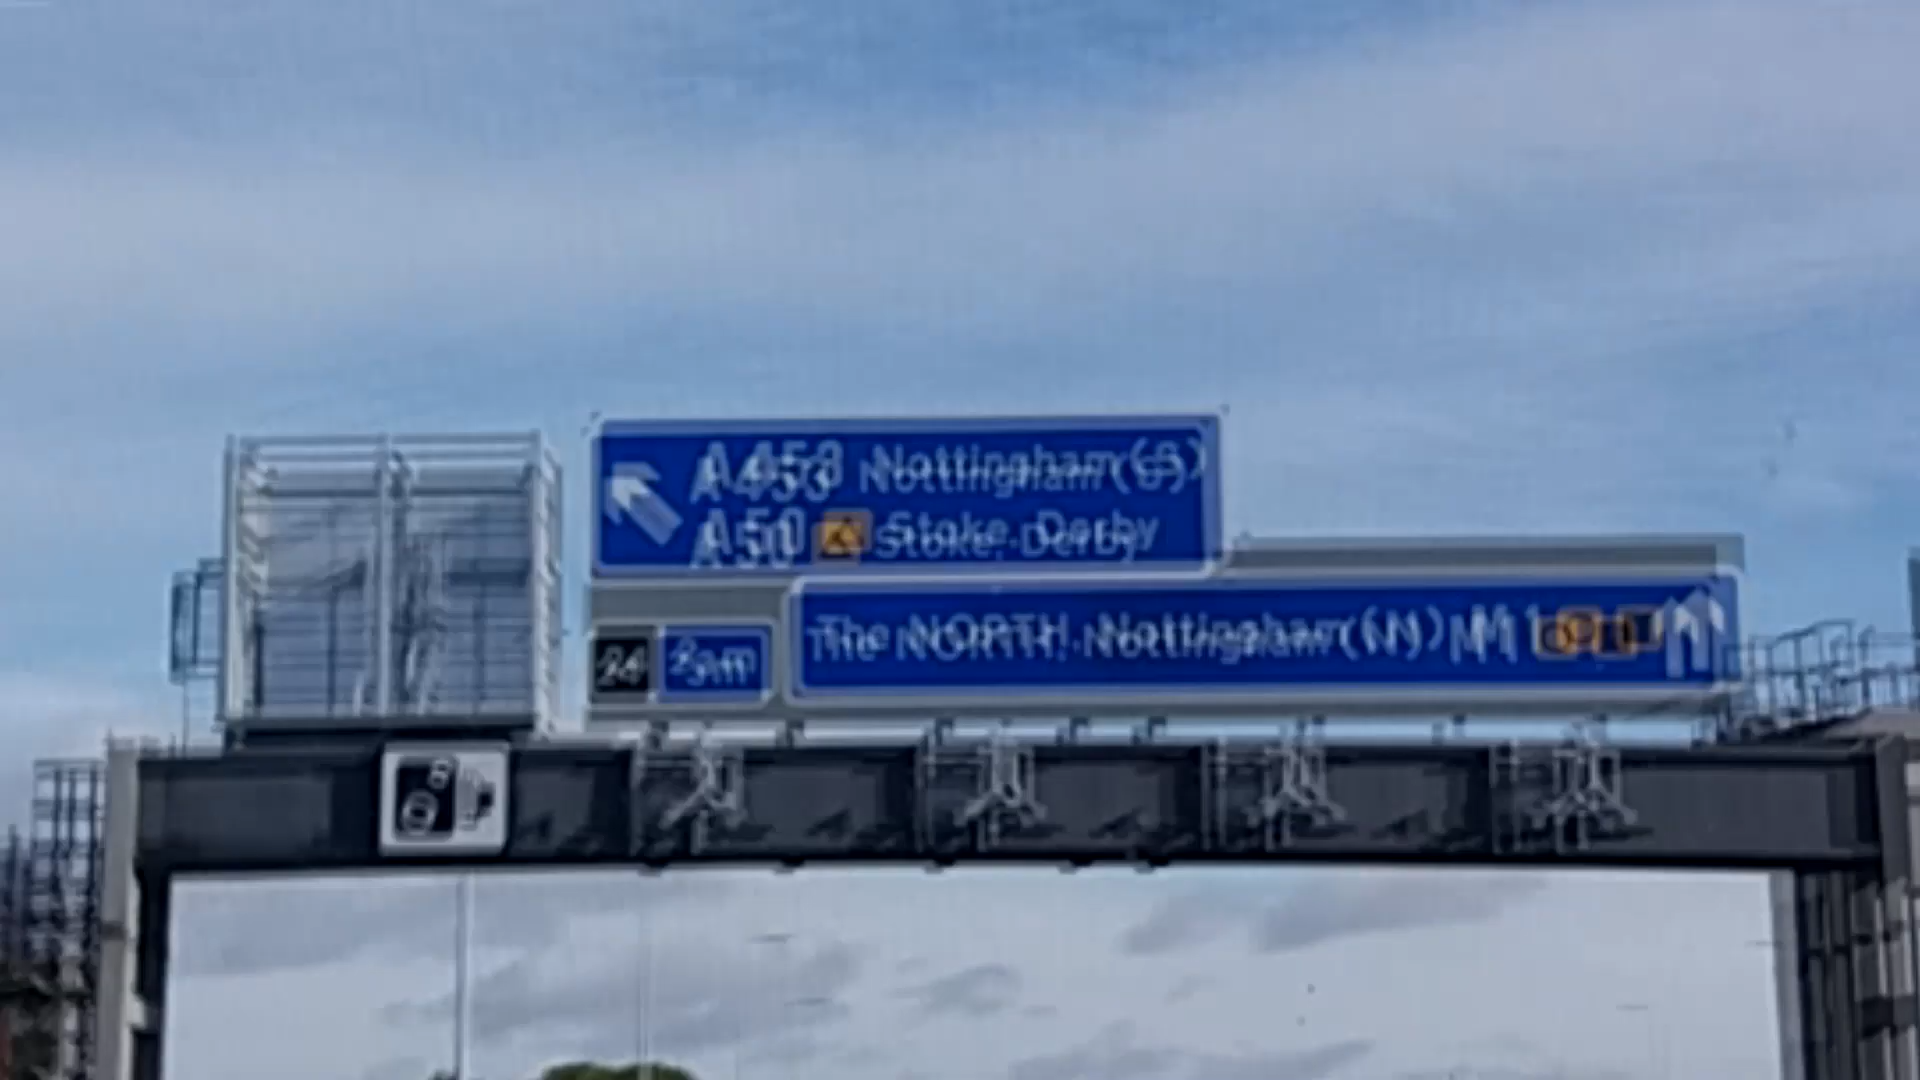 A453 Nottingham (S)
A50 Stoke, Derby
24
The NORTH, Nottingham (N) M1